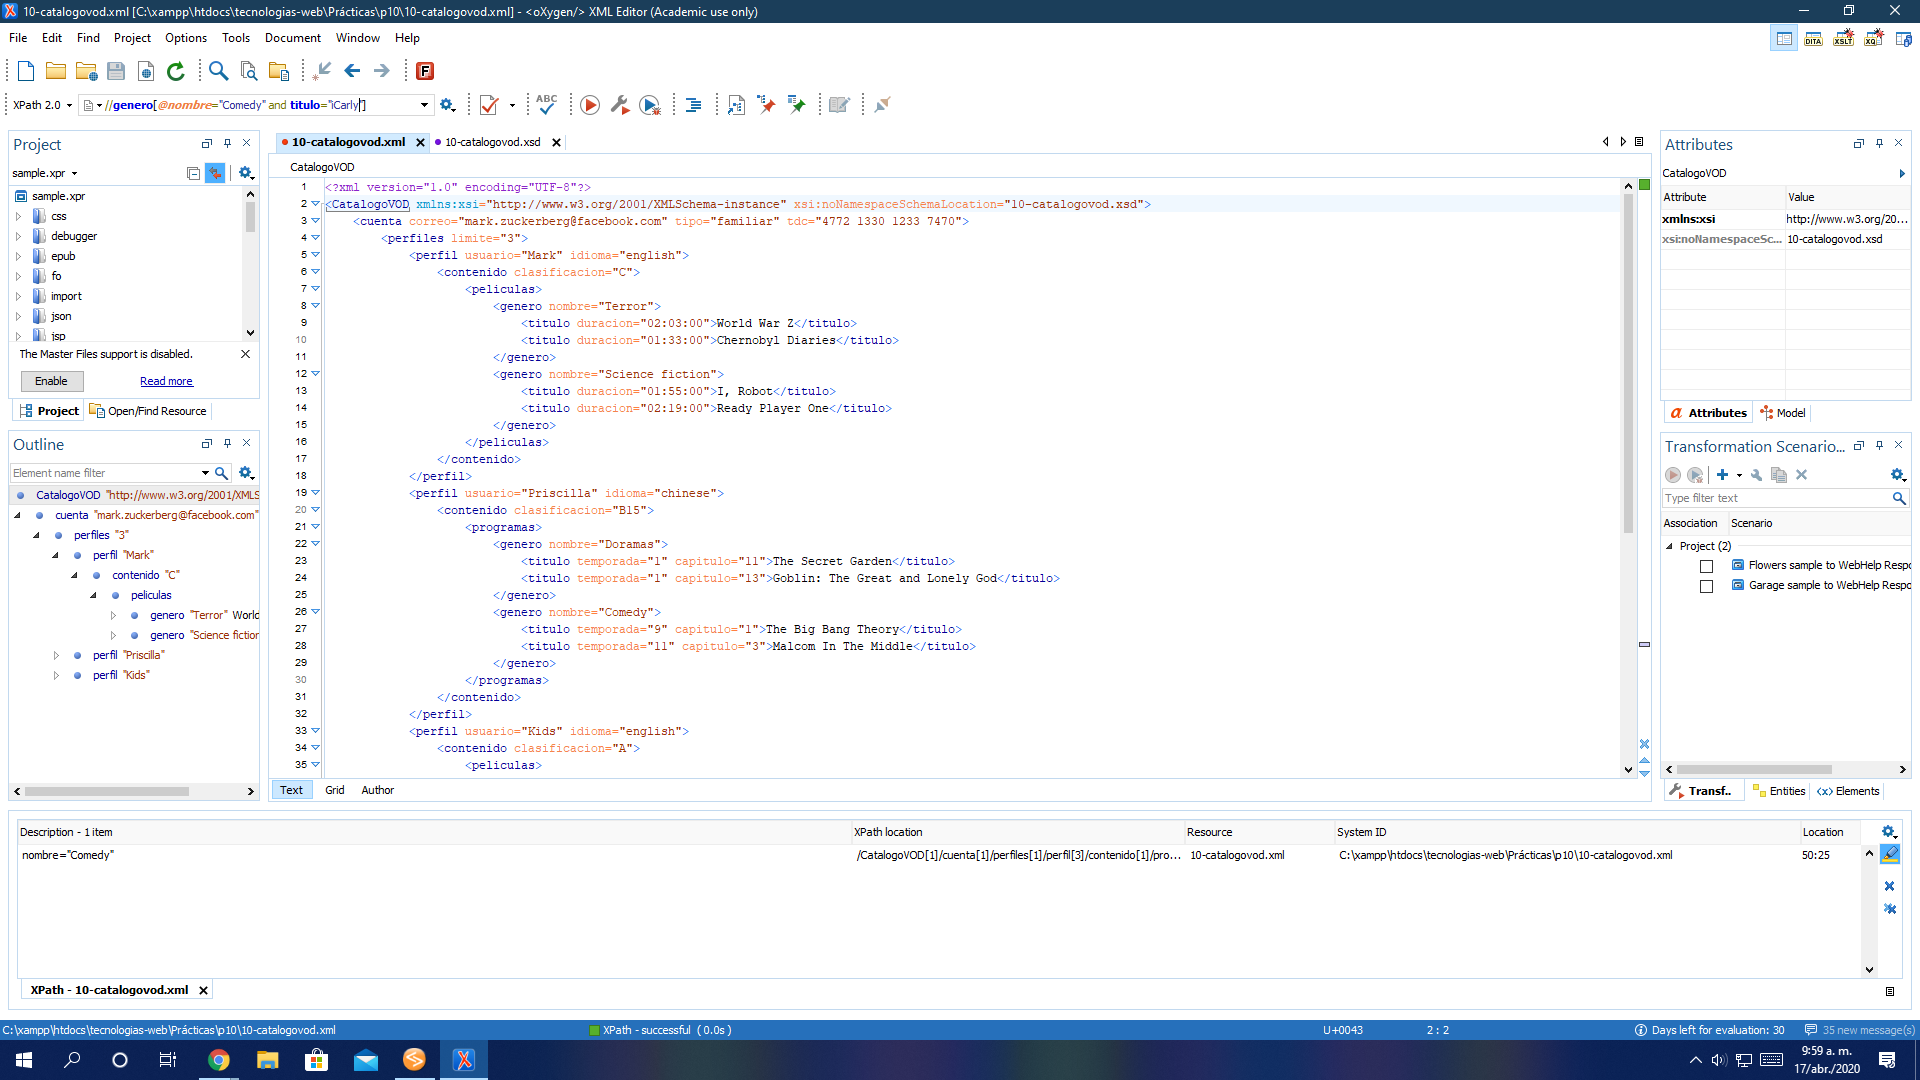 10-catalogovod.xml [C:\xampp\htdocs\tecnologias-web\Prácticas\p10\10-catalogovod.xml] - <oXygen/> XML Editor (Academic use only)
File Edit Find Project Options Tools Document Window Help
DITA XSLT XQ
XPath 2.0 //genero[@nombre="Comedy" and titulo="iCarly"] ABC
Project
sample.xpr
sample.xpr
css
debugger
epub
fo
import
json
jsp
The Master Files support is disabled.
Enable Read more
Project Open/Find Resource
Outline
Element name filter
CatalogoVOD "http://www.w3.org/2001/XMLS
cuenta "mark.zuckerberg@facebook.com"
perfiles "3"
perfil "Mark"
contenido "C"
peliculas
genero "Terror" World
genero "Science fiction
perfil "Priscilla"
perfil "Kids"
10-catalogovod.xml 10-catalogovod.xsd
CatalogoVOD
1 <?xml version="1.0" encoding="UTF-8"?>
2 <CatalogoVOD xmlns:xsi="http://www.w3.org/2001/XMLSchema-instance" xsi:noNamespaceSchemaLocation="10-catalogovod.xsd">
3 <cuenta correo="mark.zuckerberg@facebook.com" tipo="familiar" tdc="4772 1330 1233 7470">
4 <perfiles limite="3">
5 <perfil usuario="Mark" idioma="english">
6 <contenido clasificacion="C">
7 <peliculas>
8 <genero nombre="Terror">
9 <titulo duracion="02:03:00">World War Z</titulo>
10 <titulo duracion="01:33:00">Chernobyl Diaries</titulo>
11 </genero>
12 <genero nombre="Science fiction">
13 <titulo duracion="01:55:00">I, Robot</titulo>
14 <titulo duracion="02:19:00">Ready Player One</titulo>
15 </genero>
16 </peliculas>
17 </contenido>
18 </perfil>
19 <perfil usuario="Priscilla" idioma="chinese">
20 <contenido clasificacion="B15">
21 <programas>
22 <genero nombre="Doramas">
23 <titulo temporada="1" capitulo="11">The Secret Garden</titulo>
24 <titulo temporada="1" capitulo="13">Goblin: The Great and Lonely God</titulo>
25 </genero>
26 <genero nombre="Comedy">
27 <titulo temporada="9" capitulo="1">The Big Bang Theory</titulo>
28 <titulo temporada="11" capitulo="3">Malcom In The Middle</titulo>
29 </genero>
30 </programas>
31 </contenido>
32 </perfil>
33 <perfil usuario="Kids" idioma="english">
34 <contenido clasificacion="A">
35 <peliculas>
Text Grid Author
Attributes
CatalogoVOD
Attribute Value
xmlns:xsi http://www.w3.org/20...
xsi:noNamespaceSc... 10-catalogovod.xsd
Attributes Model
Transformation Scenario...
Type filter text
Association Scenario
Project (2)
Flowers sample to WebHelp Respo
Garage sample to WebHelp Respo
Transf.. Entities Elements
Description - 1 item XPath location Resource System ID Location
nombre="Comedy" /CatalogoVOD[1]/cuenta[1]/perfiles[1]/perfil[3]/contenido[1]/pro... 10-catalogovod.xml C:\xampp\htdocs\tecnologias-web\Prácticas\p10\10-catalogovod.xml 50:25
XPath - 10-catalogovod.xml
C:\xampp\htdocs\tecnologias-web\Prácticas\p10\10-catalogovod.xml XPath - successful (0.0s) U+0043 2 : 2 Days left for evaluation: 30 35 new message(s)
9:59 a. m.
17/abr./2020